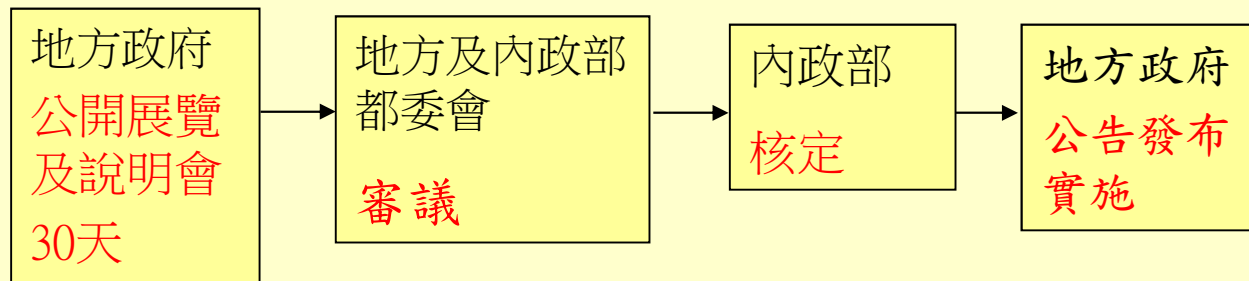 地方政府
公開展覽
及說明會
30天
地方及內政部
都委會
審議
內政部
核定
地方政府
公告發布
實施